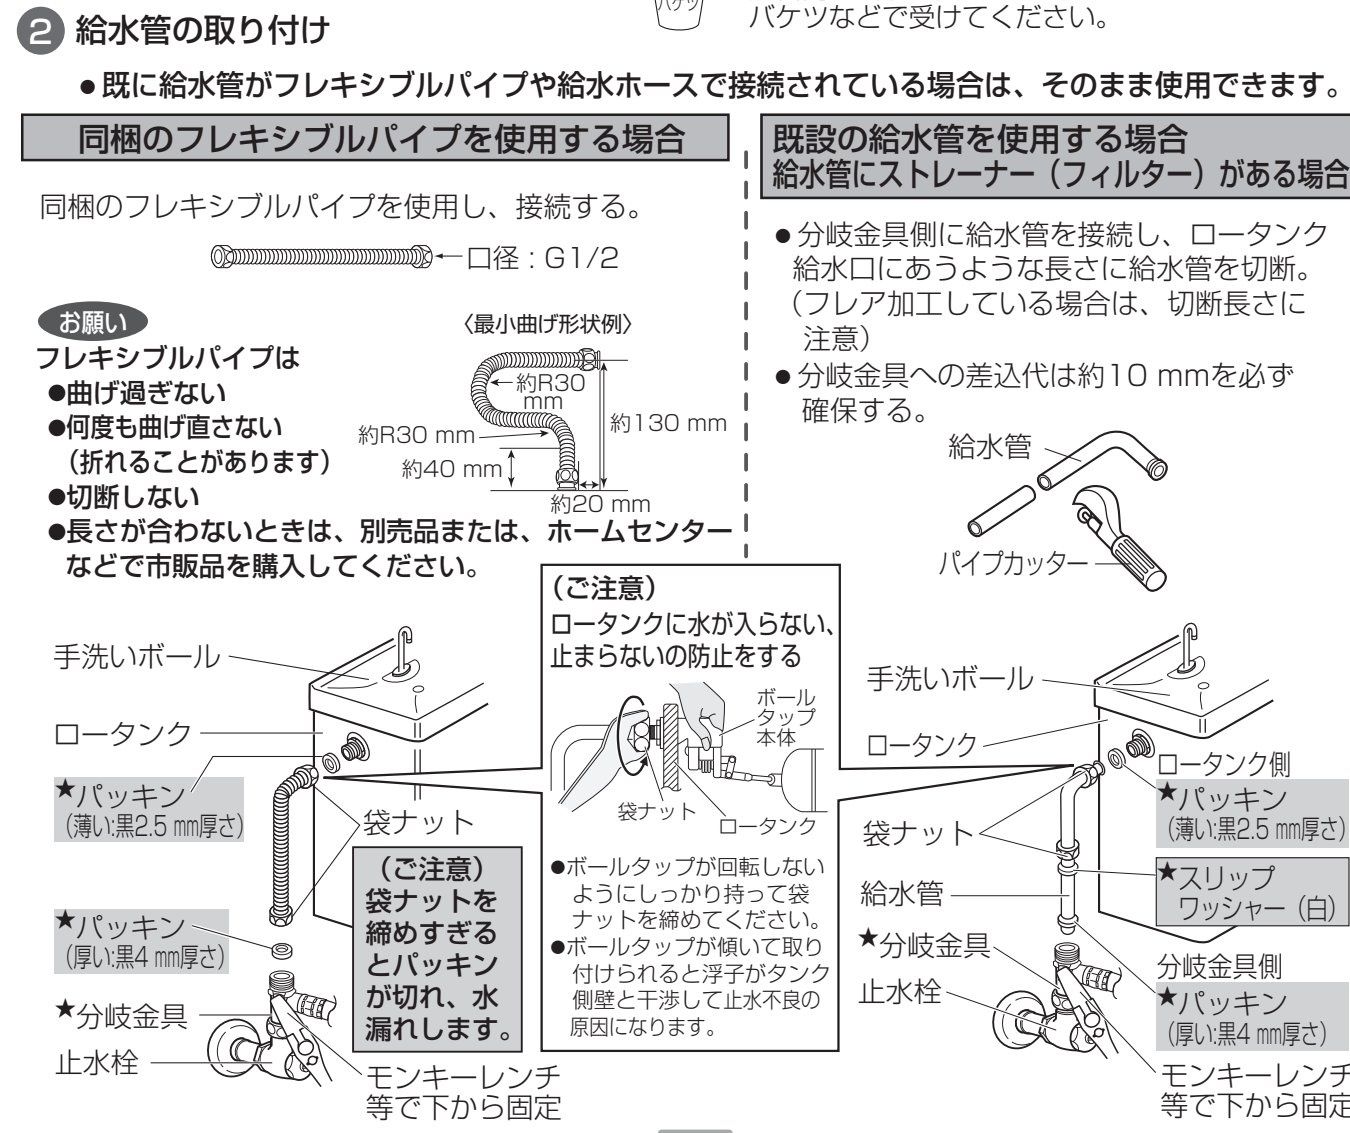 バケツ
バケツなどで受けてください。
2 給水管の取り付け
●既に給水管がフレキシブルパイプや給水ホースで接続されている場合は、そのまま使用できます。
同梱のフレキシブルパイプを使用する場合
同梱のフレキシブルパイプを使用し、接続する。
口径：G1/2
お願い
フレキシブルパイプは
●曲げ過ぎない
●何度も曲げ直さない
（折れることがあります）
●切断しない
●長さが合わないときは、別売品または、ホームセンター
などで市販品を購入してください。
〈最小曲げ形状例〉
約R30
mm
約R30 mm
約40 mm
約130 mm
約20 mm
既設の給水管を使用する場合
給水管にストレーナー（フィルター）がある場合
●分岐金具側に給水管を接続し、ロータンク
給水口にあうような長さに給水管を切断。
（フレア加工している場合は、切断長さに
注意）
●分岐金具への差込代は約10 mmを必ず
確保する。
給水管
パイプカッター
手洗いボール
ロータンク
★パッキン
（薄い:黒2.5 mm厚さ）
袋ナット
（ご注意）
袋ナットを
締めすぎる
とパッキン
が切れ、水
漏れします。
★パッキン
（厚い:黒4 mm厚さ）
★分岐金具
止水栓
モンキーレンチ
等で下から固定
（ご注意）
ロータンクに水が入らない、
止まらないの防止をする
ボール
タップ
本体
袋ナット
ロータンク
●ボールタップが回転しない
ようにしっかり持って袋
ナットを締めてください。
●ボールタップが傾いて取り
付けられると浮子がタンク
側壁と干渉して止水不良の
原因になります。
手洗いボール
ロータンク
ロータンク側
★パッキン
（薄い:黒2.5 mm厚さ）
袋ナット
★スリップ
ワッシャー（白）
給水管
★分岐金具
止水栓
分岐金具側
★パッキン
（厚い:黒4 mm厚さ）
モンキーレンチ
等で下から固定